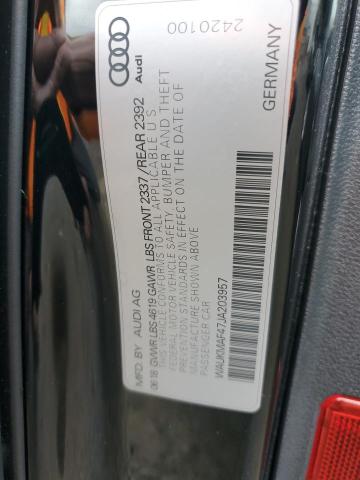 MFD. BY AUDI AG
06 18 GVWR LBS 4619 GAWR LBS FRONT 2337 / REAR 2392
THIS VEHICLE CONFORMS TO ALL APPLICABLE U S
FEDERAL MOTOR VEHICLE SAFETY, BUMPER AND THEFT
PREVENTION STANDARDS IN EFFECT ON THE DATE OF
MANUFACTURE SHOWN ABOVE
PASSENGER CAR
WAUKMAF47JA203957
Audi
2420100
GERMANY